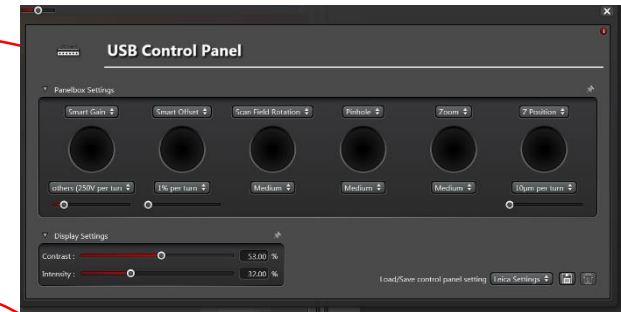 USB Control Panel
Panelbox Settings
Smart Gain Smart Offset Scan Field Rotation Pinhole Zoom Z Position
others (250V per turn 1% per turn Medium Medium Medium 10µm per turn
Display Settings
Contrast : 53.00 %
Intensity : 32.00 %
Load/Save control panel setting Leica Settings